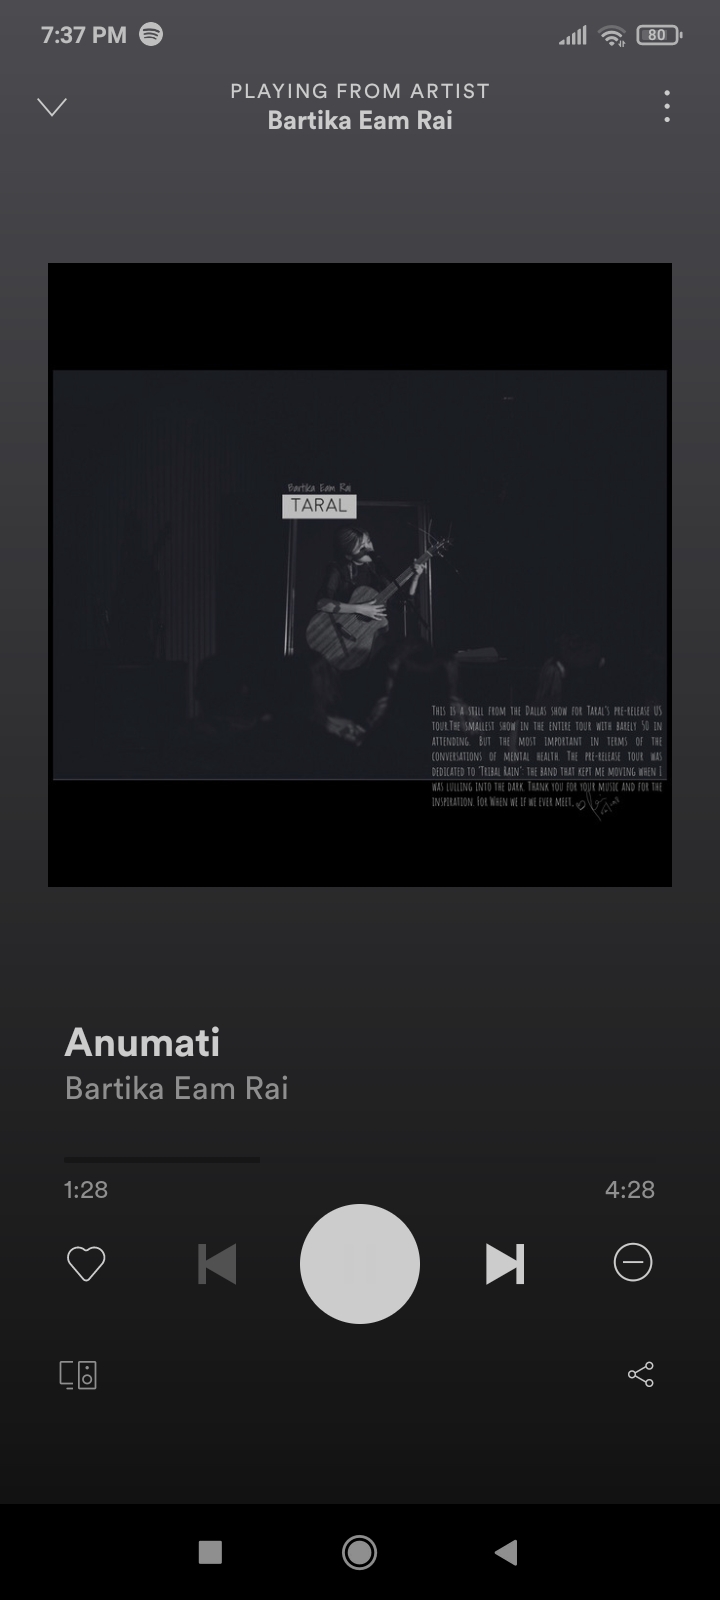 7:37 PM
80
PLAYING FROM ARTIST
Bartika Eam Rai
Bartika Eam Rai
TARAL
THIS IS A STILL FROM THE DALLAS SHOW FOR TARAL'S PRE-RELEASE US
TOUR.THE SMALLEST SHOW IN THE ENTIRE TOUR WITH BARELY 50 IN
ATTENDING. BUT THE MOST IMPORTANT IN TERMS OF THE
CONVERSATIONS OF MENTAL HEALTH. THE PRE-RELEASE TOUR WAS
DEDICATED TO 'TRIBAL RAIN': THE BAND THAT KEPT ME MOVING WHEN I
WAS LULLING INTO THE DARK. THANK YOU FOR YOUR MUSIC AND FOR THE
INSPIRATION. FOR WHEN WE IF WE EVER MEET.
Anumati
Bartika Eam Rai
1:28
4:28